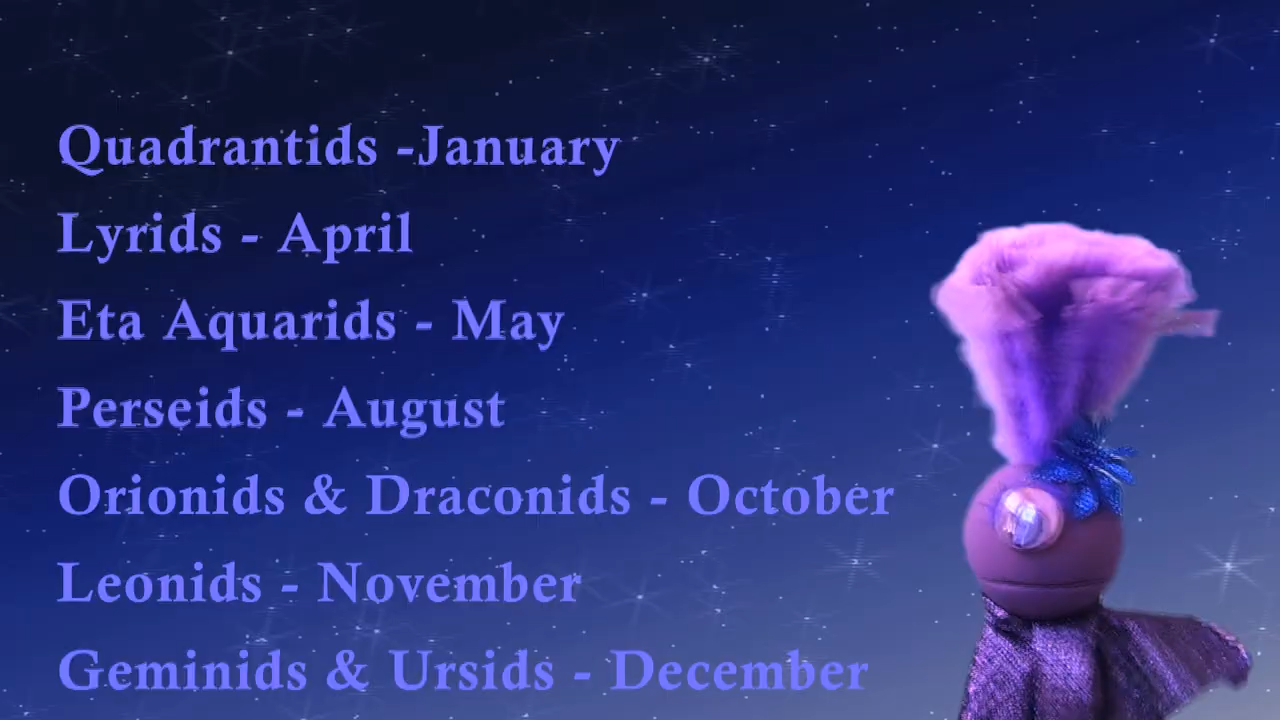 Quadrantids -January
Lyrids - April
Eta Aquarids - May
Perseids - August
Orionids & Draconids - October
Leonids - November
Geminids & Ursids - December